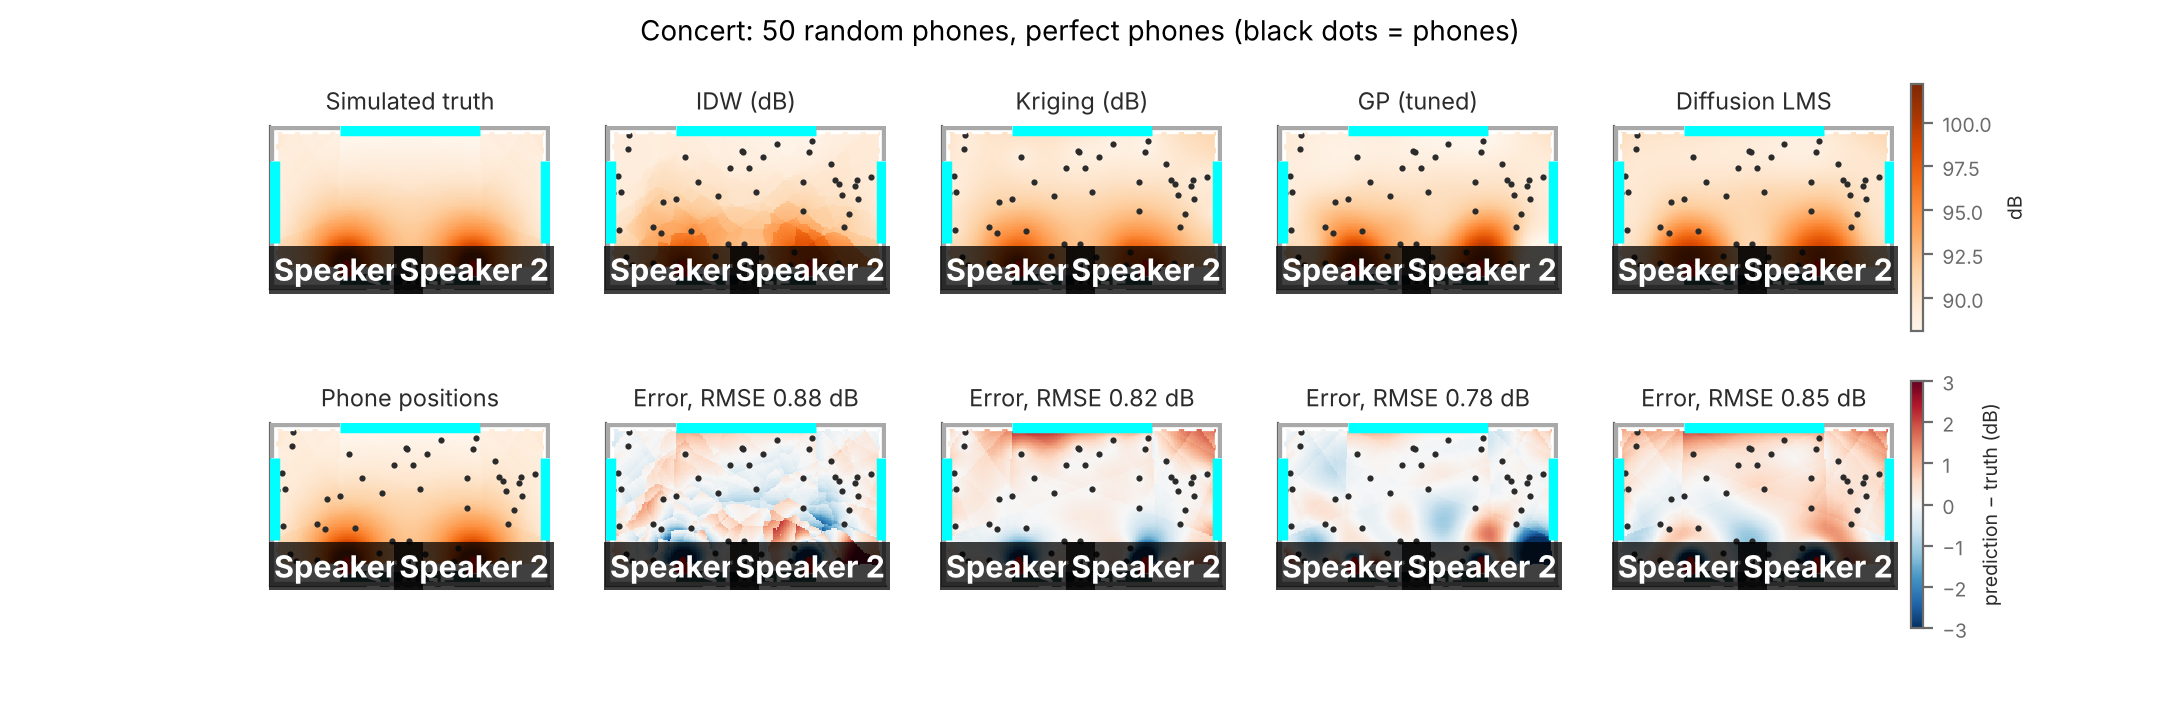 Concert: 50 random phones, perfect phones (black dots = phones)
Simulated truth
IDW (dB)
Kriging (dB)
GP (tuned)
Diffusion LMS
Speaker Speaker 2
Speaker Speaker 2
Speaker Speaker 2
Speaker Speaker 2
Speaker Speaker 2
100.0
97.5
95.0
92.5
90.0
dB
Phone positions
Error, RMSE 0.88 dB
Error, RMSE 0.82 dB
Error, RMSE 0.78 dB
Error, RMSE 0.85 dB
Speaker Speaker 2
Speaker Speaker 2
Speaker Speaker 2
Speaker Speaker 2
Speaker Speaker 2
3
2
1
0
−1
−2
−3
prediction − truth (dB)